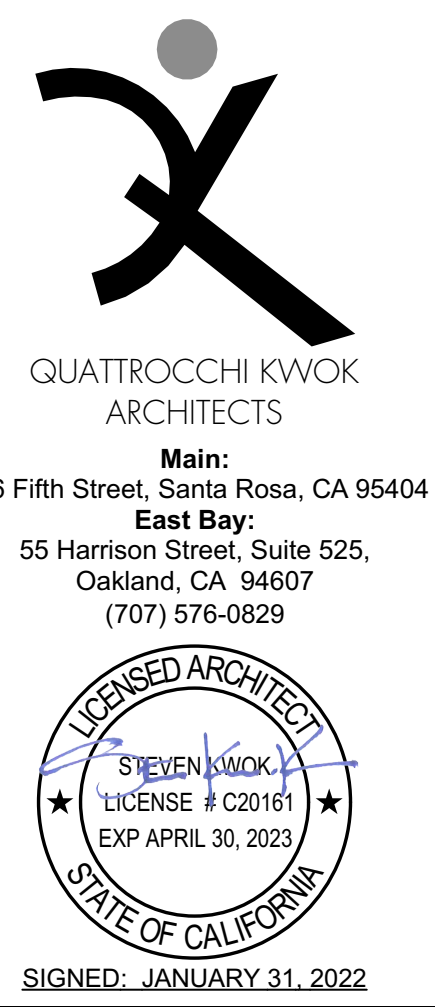 QUATTROCCHI KWOK
ARCHITECTS
Main:
6 Fifth Street, Santa Rosa, CA 95404
East Bay:
55 Harrison Street, Suite 525,
Oakland, CA 94607
(707) 576-0829
LICENSED ARCHITECT
STEVEN KWOK
LICENSE # C20161
EXP APRIL 30, 2023
STATE OF CALIFORNIA
SIGNED: JANUARY 31, 2022